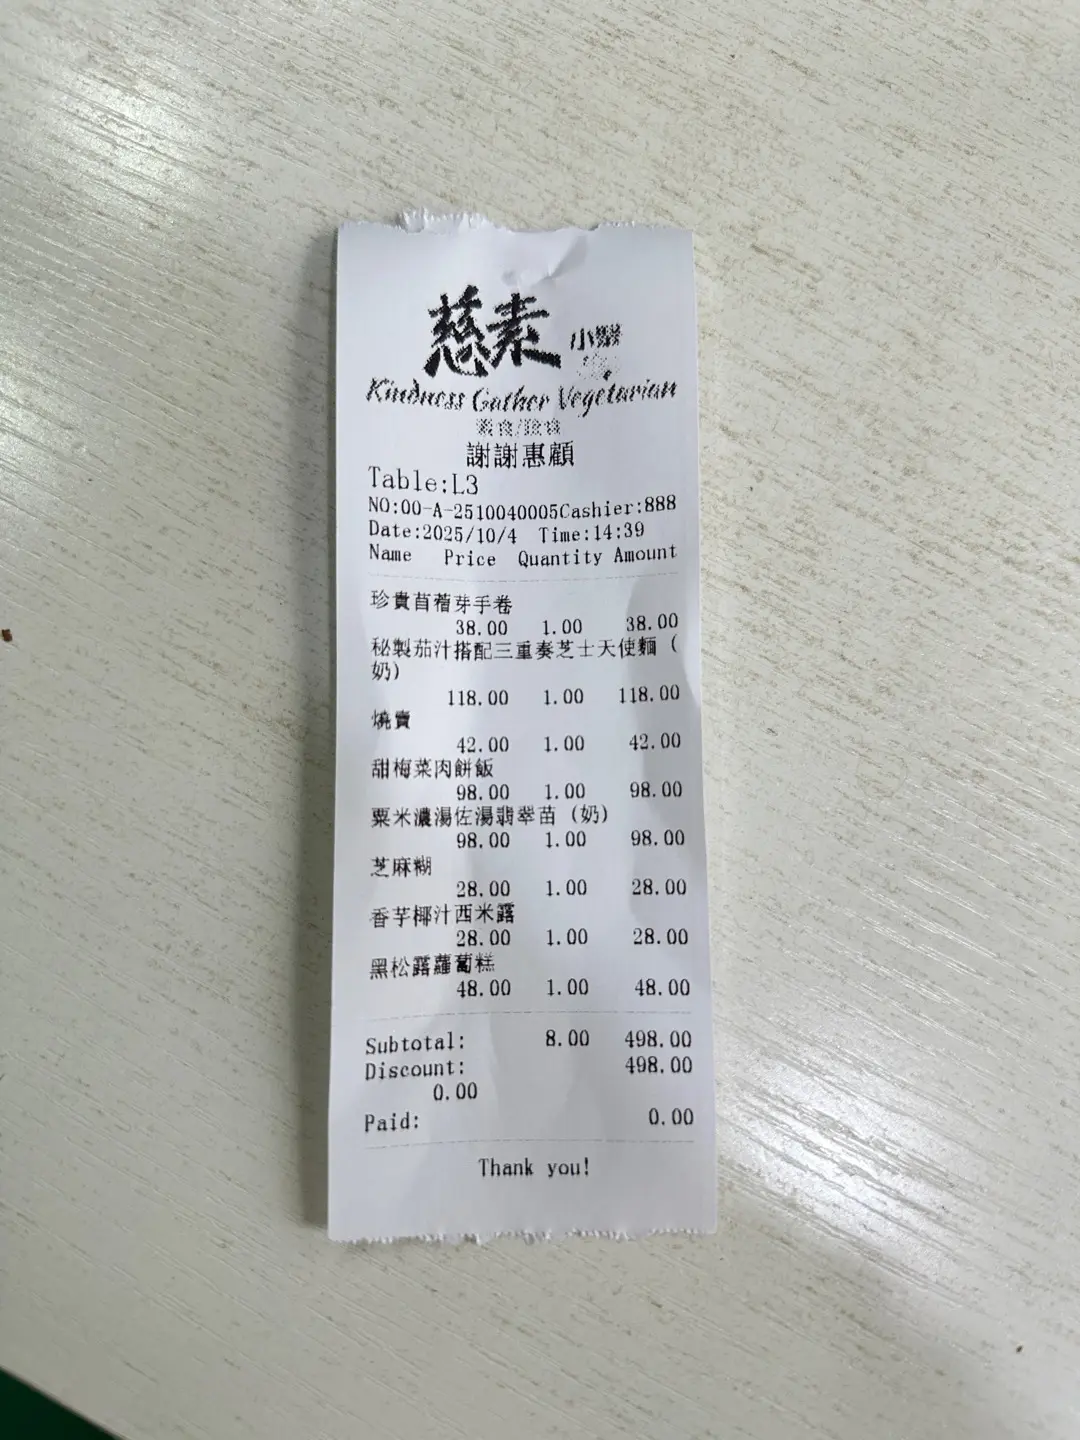 慈素 小聚
Kindness Gather Vegetarian
謝謝惠顧
Table:L3
NO:00-A-2510040005Cashier:888
Date:2025/10/4 Time:14:39
Name Price Quantity Amount
珍貴苜蓿芽手卷
38.00 1.00 38.00
秘製茄汁搭配三重奏芝士天使麵 (
奶)
118.00 1.00 118.00
燒賣
42.00 1.00 42.00
甜梅菜肉餅飯
98.00 1.00 98.00
粟米濃湯佐湯翡翠苗 (奶)
98.00 1.00 98.00
芝麻糊
28.00 1.00 28.00
香芋椰汁西米露
28.00 1.00 28.00
黑松露蘿蔔糕
48.00 1.00 48.00
Subtotal: 8.00 498.00
Discount: 498.00
0.00
Paid: 0.00
Thank you!